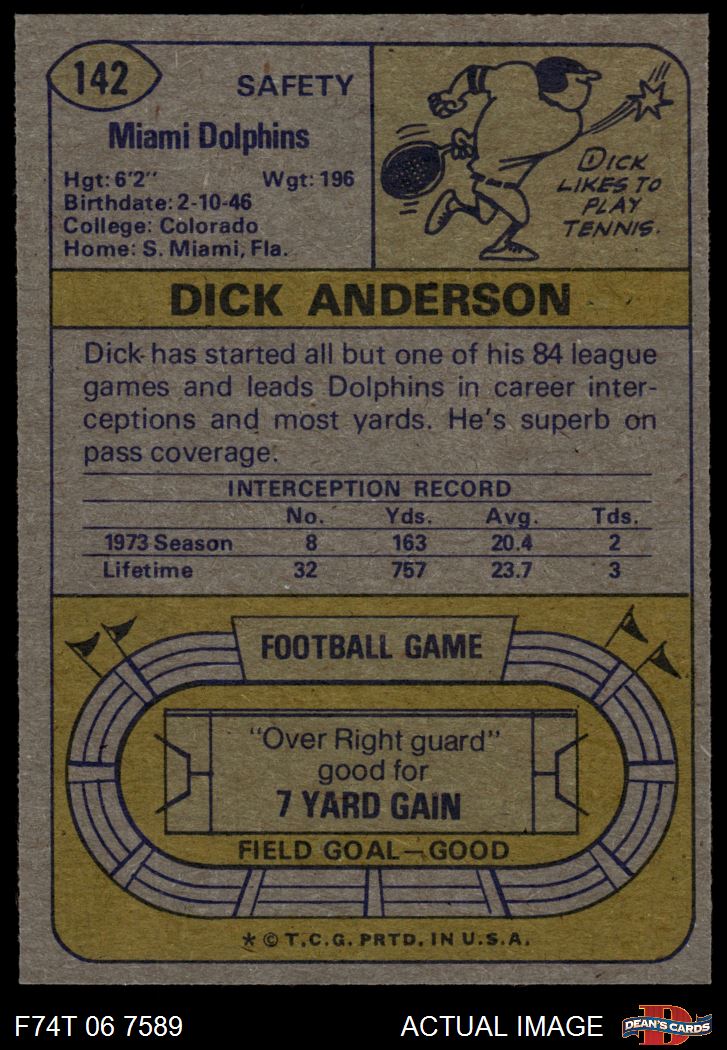 142
SAFETY
Miami Dolphins
Hgt: 6'2" Wgt: 196
Birthdate: 2-10-46
College: Colorado
Home: S. Miami, Fla.
DICK LIKES TO PLAY TENNIS.
DICK ANDERSON
Dick has started all but one of his 84 league
games and leads Dolphins in career inter-
ceptions and most yards. He's superb on
pass coverage.
INTERCEPTION RECORD
No. Yds. Avg. Tds.
1973 Season 8 163 20.4 2
Lifetime 32 757 23.7 3
FOOTBALL GAME
"Over Right guard"
good for
7 YARD GAIN
FIELD GOAL—GOOD
* © T.C.G. PRTD. IN U.S.A.
F74T 06 7589 ACTUAL IMAGE D DEAN'S CARDS